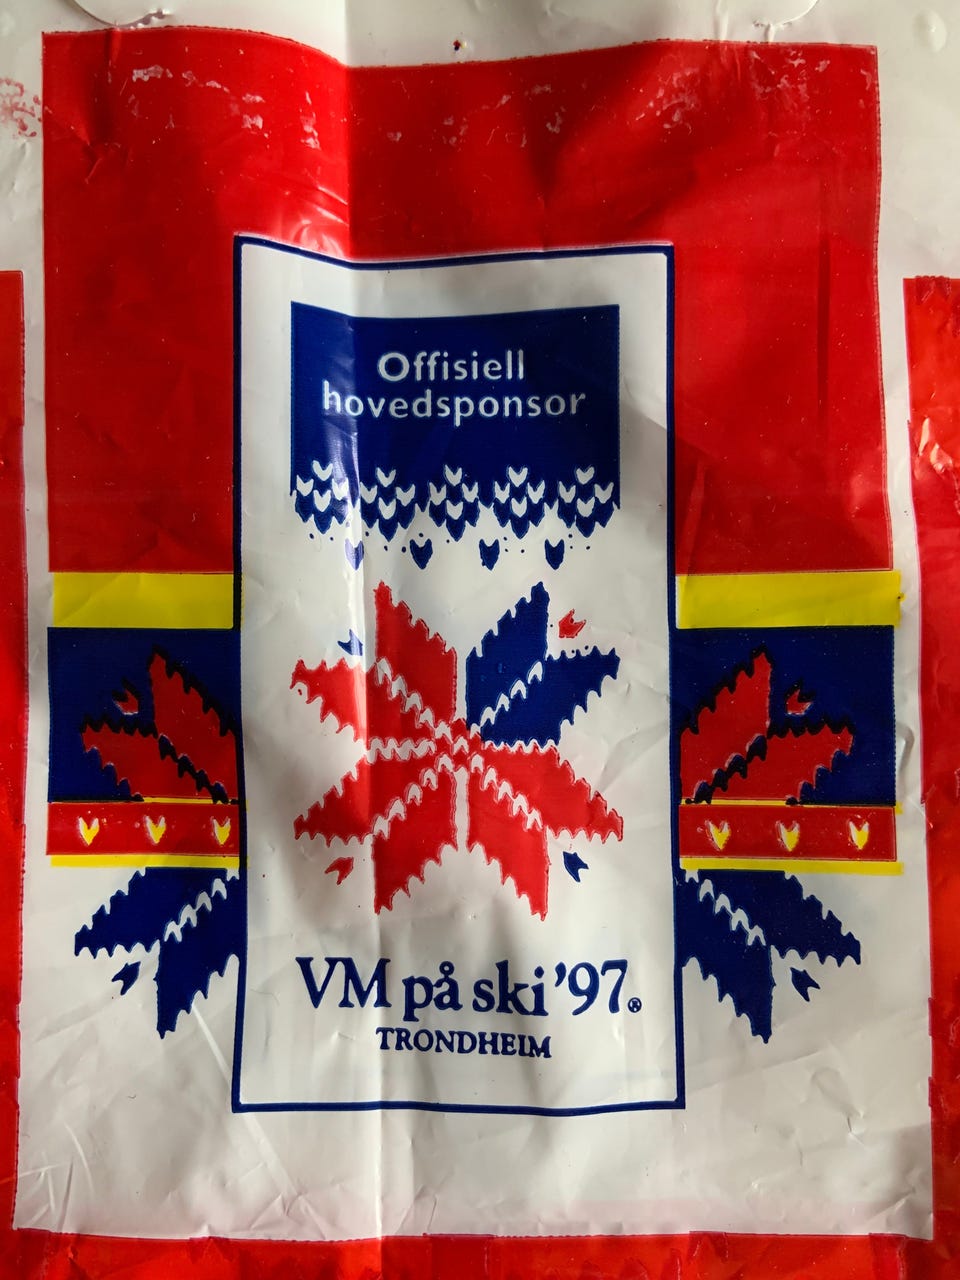 Offisiell
hovedsponsor
VM på ski '97®
TRONDHEIM